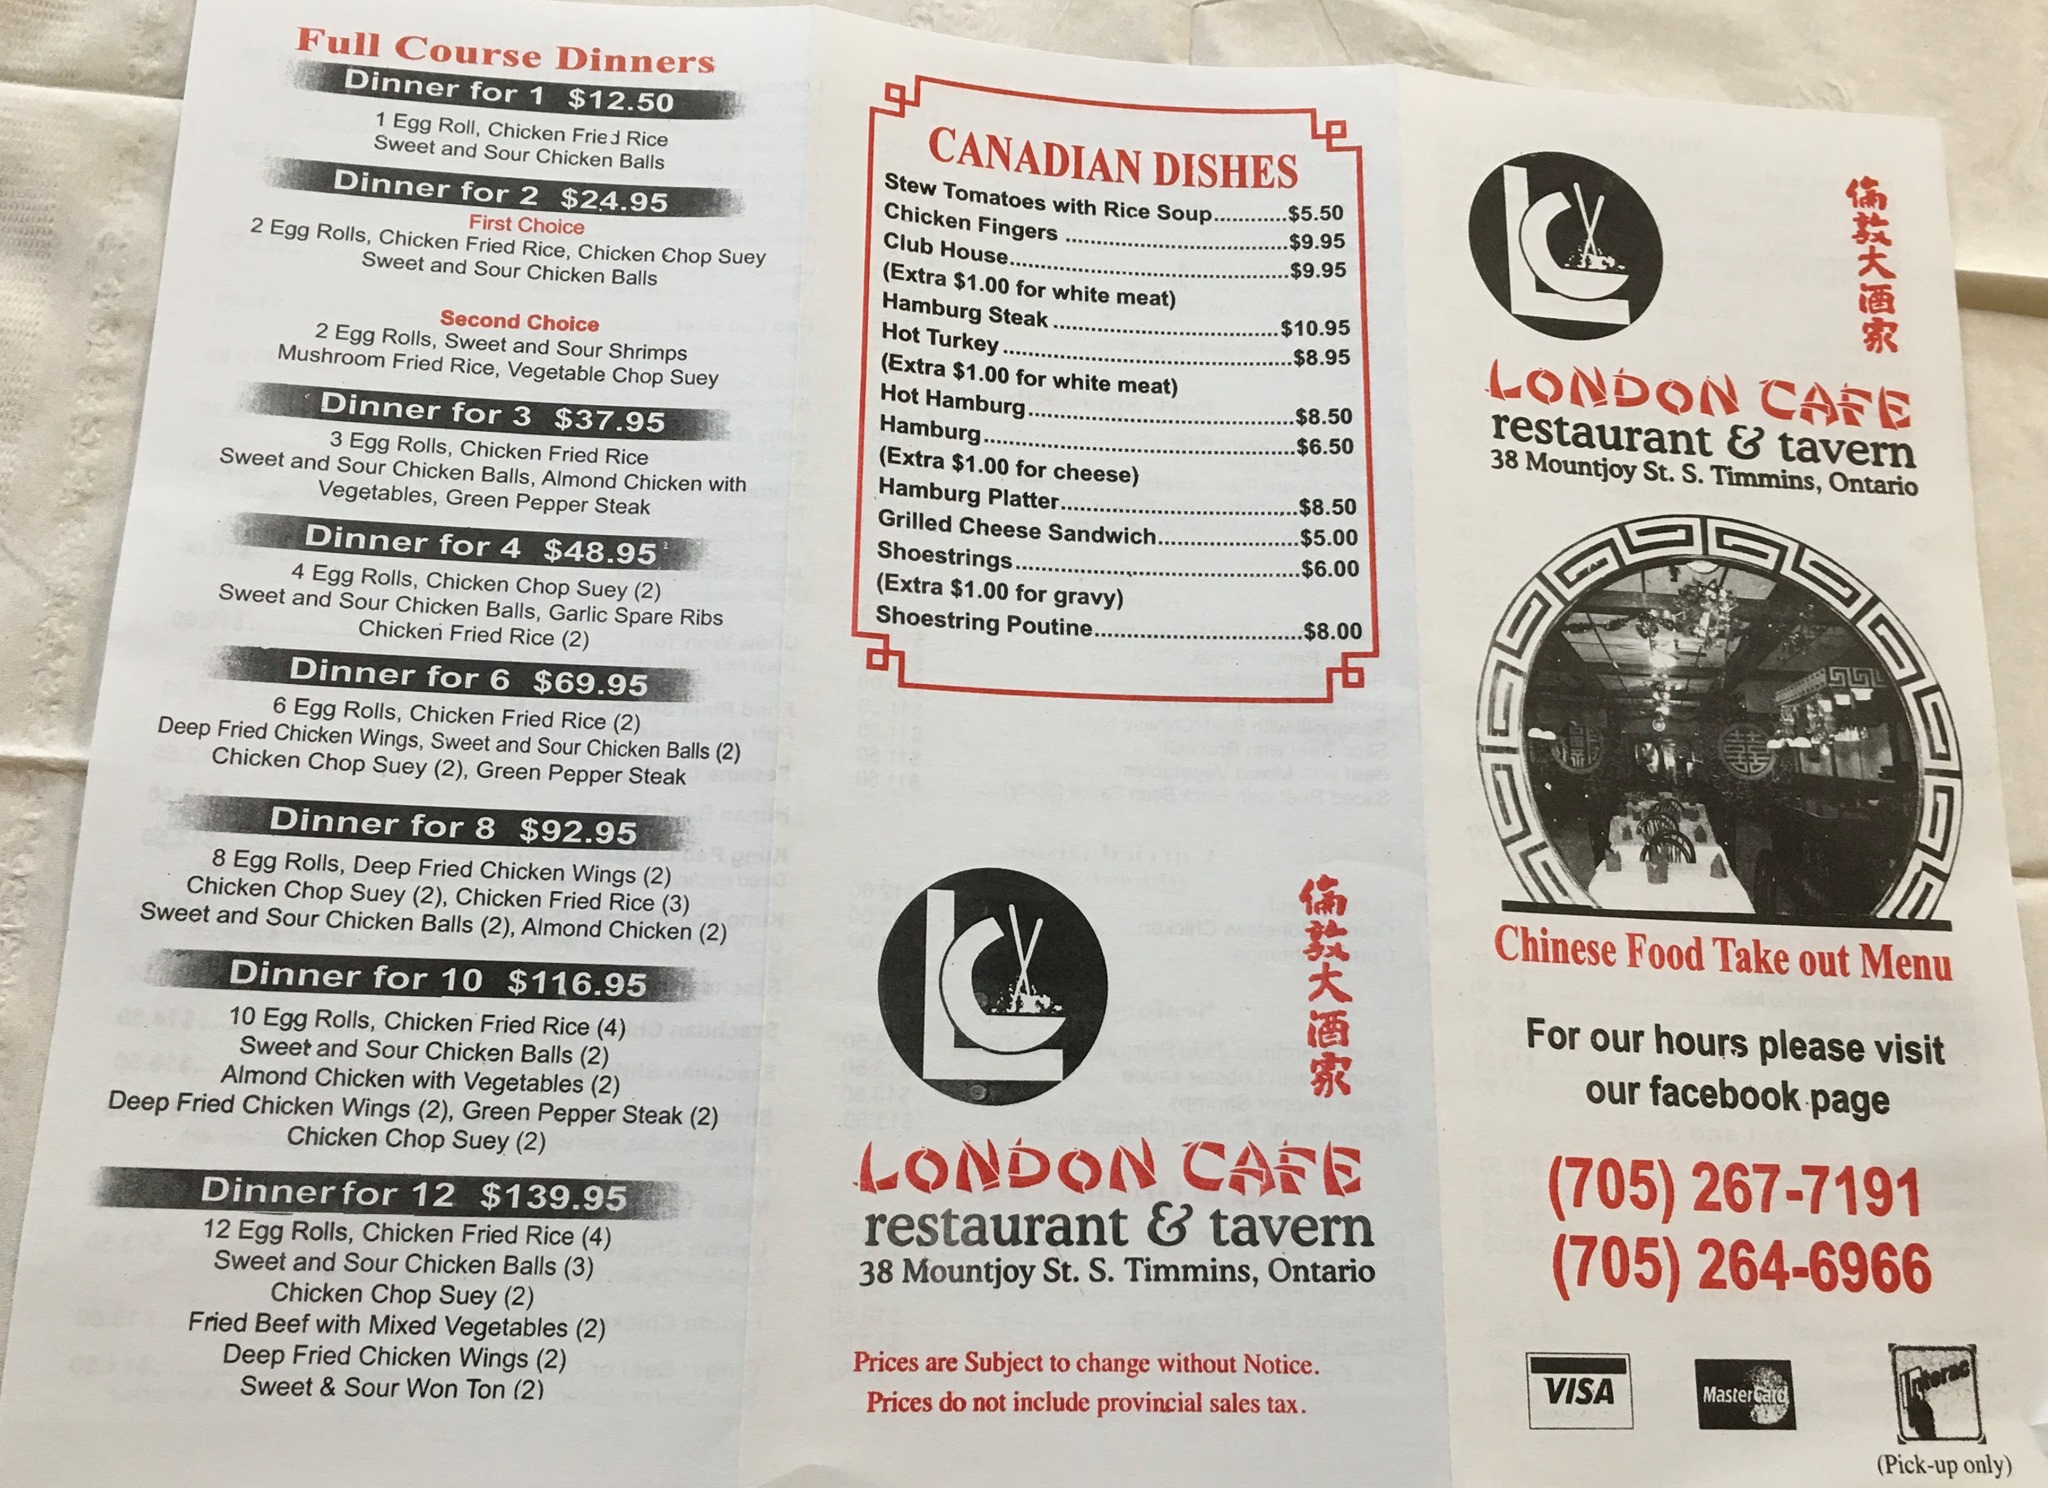 Full Course Dinners
Dinner for 1 $12.50
1 Egg Roll, Chicken Fried Rice
Sweet and Sour Chicken Balls
Dinner for 2 $24.95
First Choice
2 Egg Rolls, Chicken Fried Rice, Chicken Chop Suey
Sweet and Sour Chicken Balls
Second Choice
2 Egg Rolls, Sweet and Sour Shrimps
Mushroom Fried Rice, Vegetable Chop Suey
Dinner for 3 $37.95
3 Egg Rolls, Chicken Fried Rice
Sweet and Sour Chicken Balls, Almond Chicken with
Vegetables, Green Pepper Steak
Dinner for 4 $48.95
4 Egg Rolls, Chicken Chop Suey (2)
Sweet and Sour Chicken Balls, Garlic Spare Ribs
Chicken Fried Rice (2)
Dinner for 6 $69.95
6 Egg Rolls, Chicken Fried Rice (2)
Deep Fried Chicken Wings, Sweet and Sour Chicken Balls (2)
Chicken Chop Suey (2), Green Pepper Steak
Dinner for 8 $92.95
8 Egg Rolls, Deep Fried Chicken Wings (2)
Chicken Chop Suey (2), Chicken Fried Rice (3)
Sweet and Sour Chicken Balls (2), Almond Chicken (2)
Dinner for 10 $116.95
10 Egg Rolls, Chicken Fried Rice (4)
Sweet and Sour Chicken Balls (2)
Almond Chicken with Vegetables (2)
Deep Fried Chicken Wings (2), Green Pepper Steak (2)
Chicken Chop Suey (2)
Dinner for 12 $139.95
12 Egg Rolls, Chicken Fried Rice (4)
Sweet and Sour Chicken Balls (3)
Chicken Chop Suey (2)
Fried Beef with Mixed Vegetables (2)
Deep Fried Chicken Wings (2)
Sweet & Sour Won Ton (2)
CANADIAN DISHES
Stew Tomatoes with Rice Soup............$5.50
Chicken Fingers ....................................$9.95
Club House.............................................$9.95
(Extra $1.00 for white meat)
Hamburg Steak ....................................$10.95
Hot Turkey ..............................................$8.95
(Extra $1.00 for white meat)
Hot Hamburg..........................................$8.50
Hamburg.................................................$6.50
(Extra $1.00 for cheese)
Hamburg Platter.....................................$8.50
Grilled Cheese Sandwich......................$5.00
Shoestrings............................................$6.00
(Extra $1.00 for gravy)
Shoestring Poutine.................................$8.00
LC
倫敦大酒家
LONDON CAFE
restaurant & tavern
38 Mountjoy St. S. Timmins, Ontario
Prices are Subject to change without Notice.
Prices do not include provincial sales tax.
LC
倫敦大酒家
LONDON CAFE
restaurant & tavern
38 Mountjoy St. S. Timmins, Ontario
囍
Chinese Food Take out Menu
For our hours please visit
our facebook page
(705) 267-7191
(705) 264-6966
VISA
MasterCard
Interac
(Pick-up only)